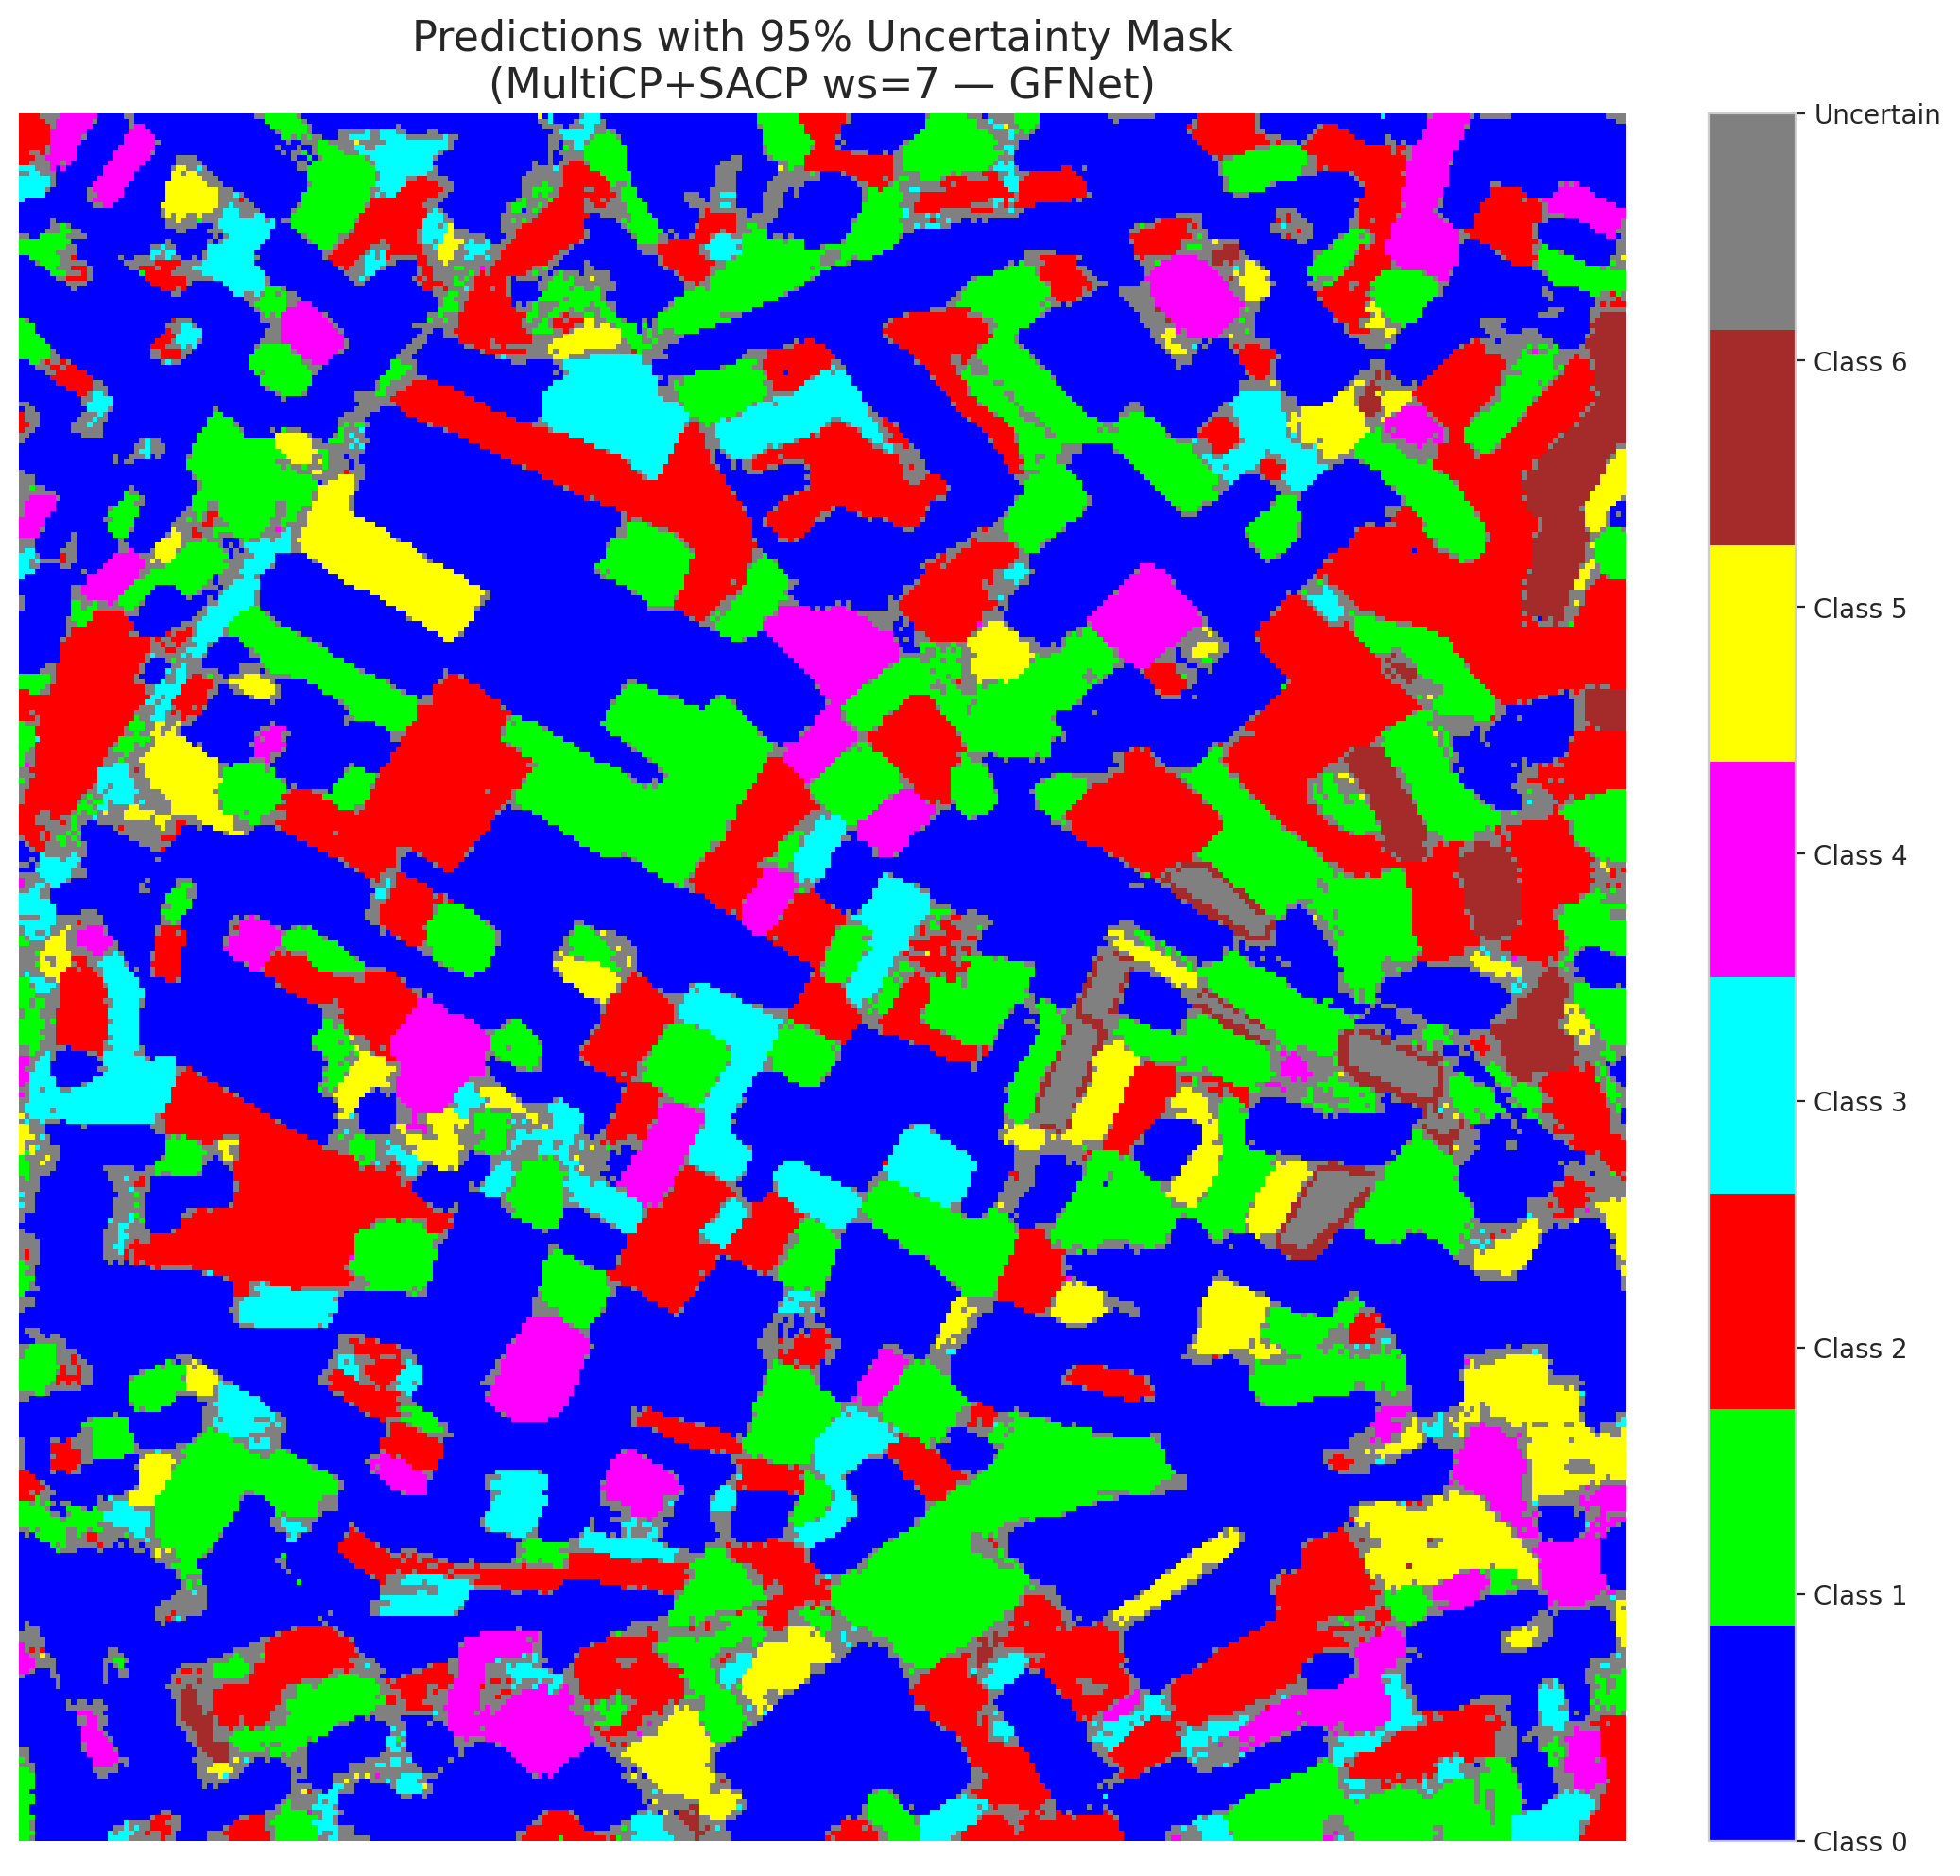 Predictions with 95% Uncertainty Mask
(MultiCP+SACP ws=7 — GFNet)
Uncertain
Class 6
Class 5
Class 4
Class 3
Class 2
Class 1
Class 0